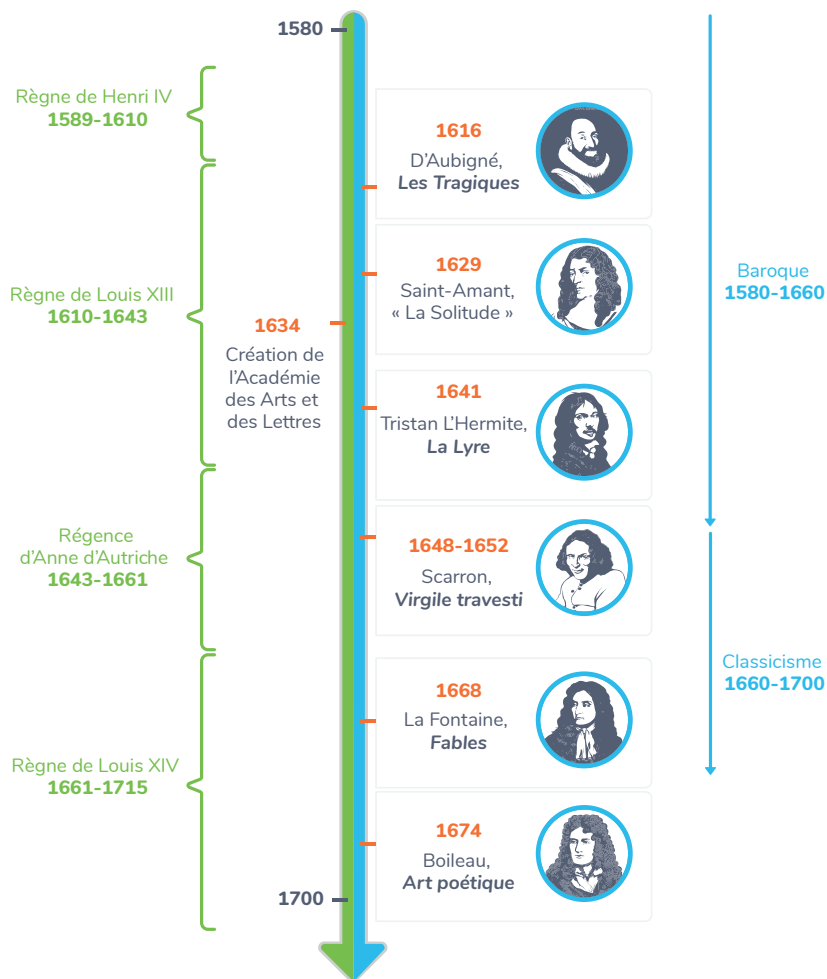 1580
Règne de Henri IV
1589-1610
Règne de Louis XIII
1610-1643
1634
Création de
l'Académie
des Arts et
des Lettres
Régence
d'Anne d'Autriche
1643-1661
Règne de Louis XIV
1661-1715
1700
1616
D'Aubigné,
Les Tragiques
1629
Saint-Amant,
« La Solitude »
1641
Tristan L'Hermite,
La Lyre
1648-1652
Scarron,
Virgile travesti
1668
La Fontaine,
Fables
1674
Boileau,
Art poétique
Baroque
1580-1660
Classicisme
1660-1700